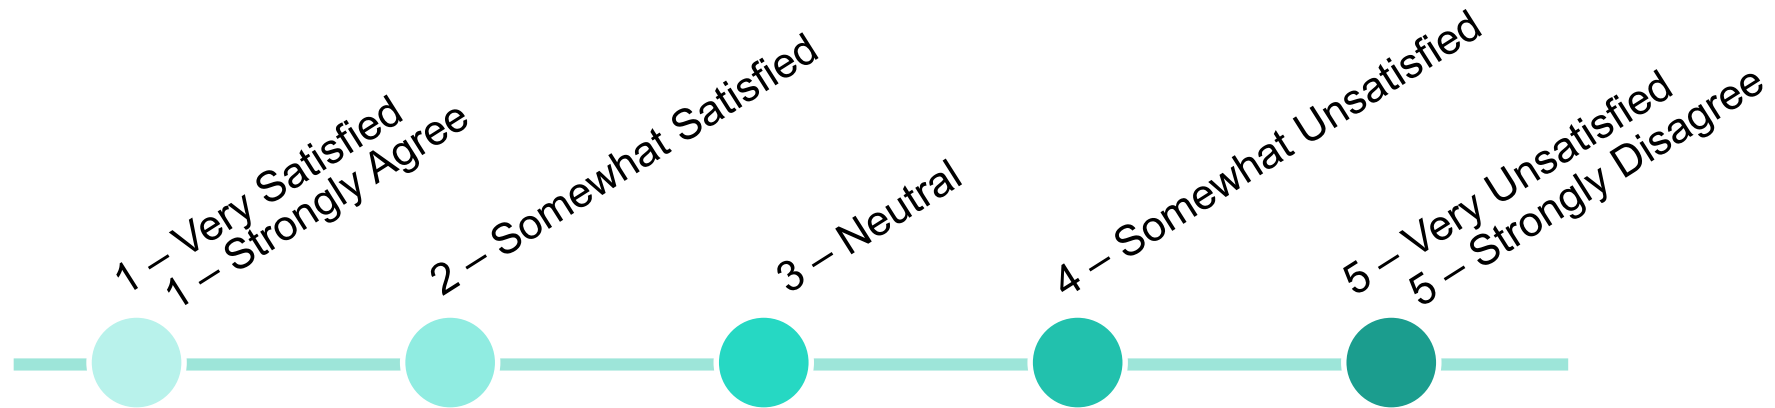 1 – Very Satisfied
1 – Strongly Agree
2 – Somewhat Satisfied
3 – Neutral
4 – Somewhat Unsatisfied
5 – Very Unsatisfied
5 – Strongly Disagree